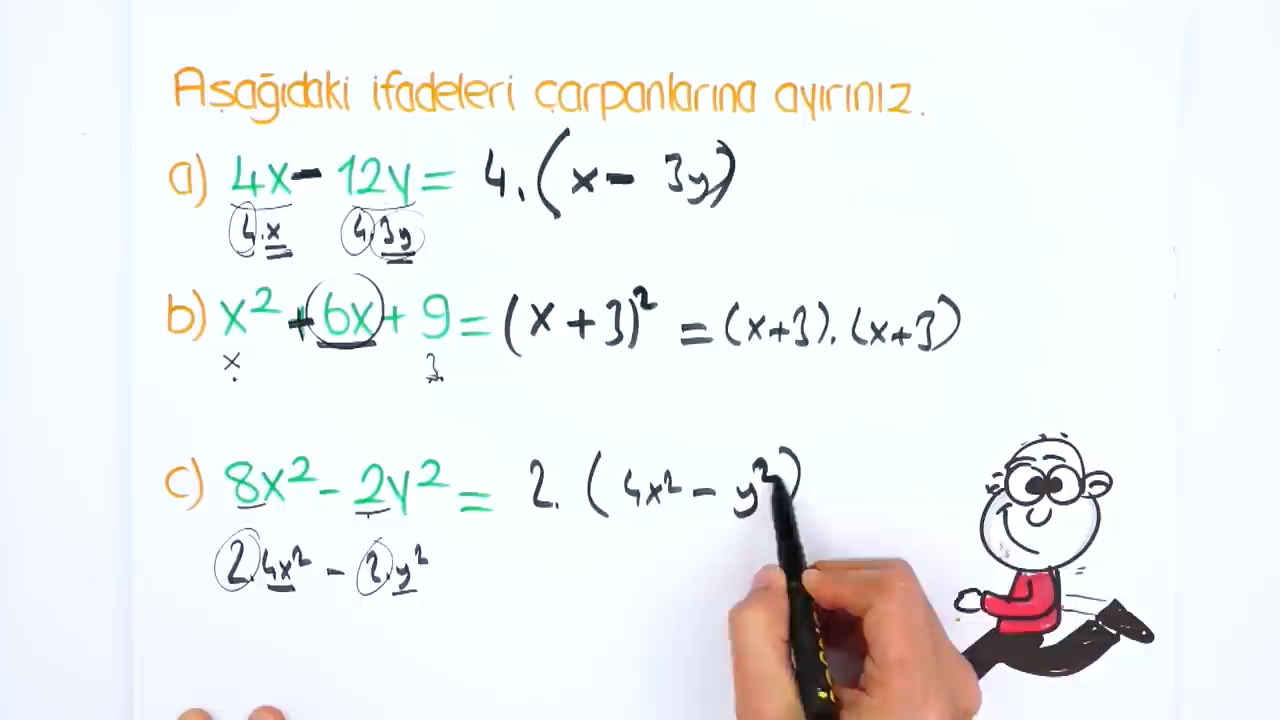 Aşağıdaki ifadeleri çarpanlarına ayırınız.
a) 4x - 12y = 4.(x - 3y)
4.x 4.3y
b) x² + 6x + 9 = (x + 3)² = (x+3).(x+3)
x 3
c) 8x² - 2y² = 2.(4x² - y²)
2.4x² - 2.y²